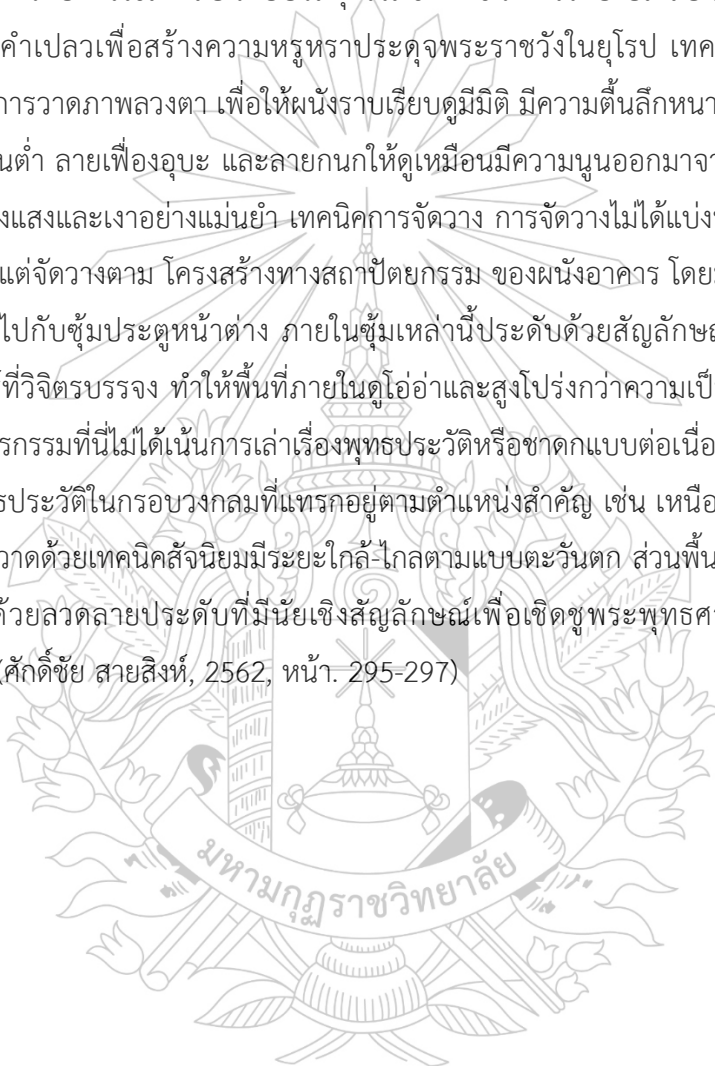 คำเปลวเพื่อสร้างความหรูหราประดุจพระราชวังในยุโรป เทค
การวาดภาพลวงตา เพื่อให้ผนังราบเรียบดูมีมิติ มีความตื้นลึกหนา
นต่ำ ลายเฟื่องอุบะ และลายกนกให้ดูเหมือนมีความนูนออกมาจา
งแสงและเงาอย่างแม่นยำ เทคนิคการจัดวาง การจัดวางไม่ได้แบ่ง
แต่จัดวางตาม โครงสร้างทางสถาปัตยกรรม ของผนังอาคาร โดย
ไปกับซุ้มประตูหน้าต่าง ภายในซุ้มเหล่านี้ประดับด้วยสัญลักษ
ที่วิจิตรบรรจง ทำให้พื้นที่ภายในดูโอ่อ่าและสูงโปร่งกว่าความเป็
รกรรมที่นี่ไม่ได้เน้นการเล่าเรื่องพุทธประวัติหรือชาดกแบบต่อเนื่อ
ธประวัติในกรอบวงกลมที่แทรกอยู่ตามตำแหน่งสำคัญ เช่น เหนือ
วาดด้วยเทคนิคสัจนิยมมีระยะใกล้-ไกลตามแบบตะวันตก ส่วนพื้น
ด้วยลวดลายประดับที่มีนัยเชิงสัญลักษณ์เพื่อเชิดชูพระพุทธศา
(ศักดิ์ชัย สายสิงห์, 2562, หน้า. 295-297)
มหามกุฏราชวิทยาลัย